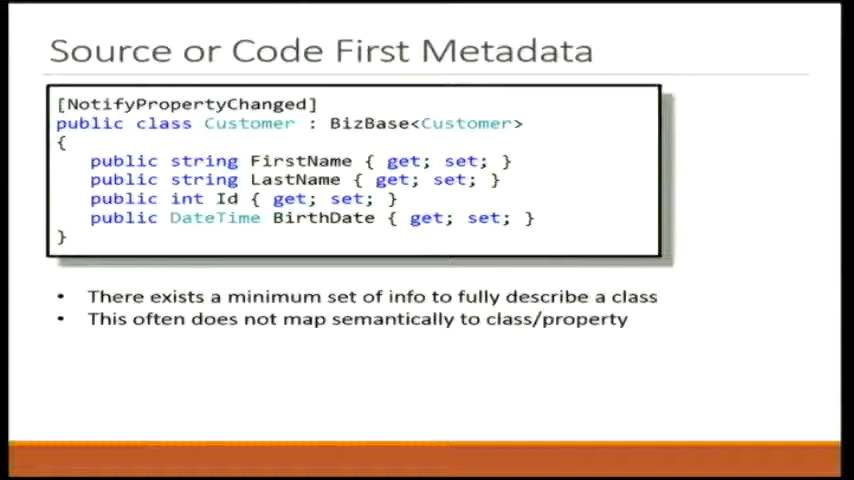 Source or Code First Metadata
[NotifyPropertyChanged]
public class Customer : BizBase<Customer>
{
public string FirstName { get; set; }
public string LastName { get; set; }
public int Id { get; set; }
public DateTime BirthDate { get; set; }
}
• There exists a minimum set of info to fully describe a class
• This often does not map semantically to class/property